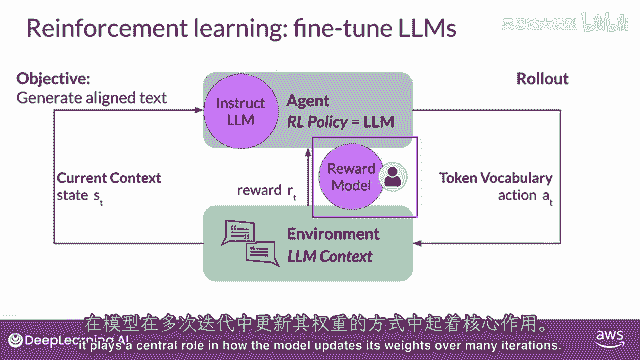 Reinforcement learning: fine-tune LLMs
Objective:
Generate aligned text
Instruct
LLM
Agent
RL Policy = LLM
Rollout
Current Context
state st
reward rt
Reward
Model
Token Vocabulary
action at
Environment
LLM Context
在模型在多次迭代中更新其权重的方式中起着核心作用。
it plays a central role in how the model updates its weights over many iterations.
DeepLearning.AI
aws